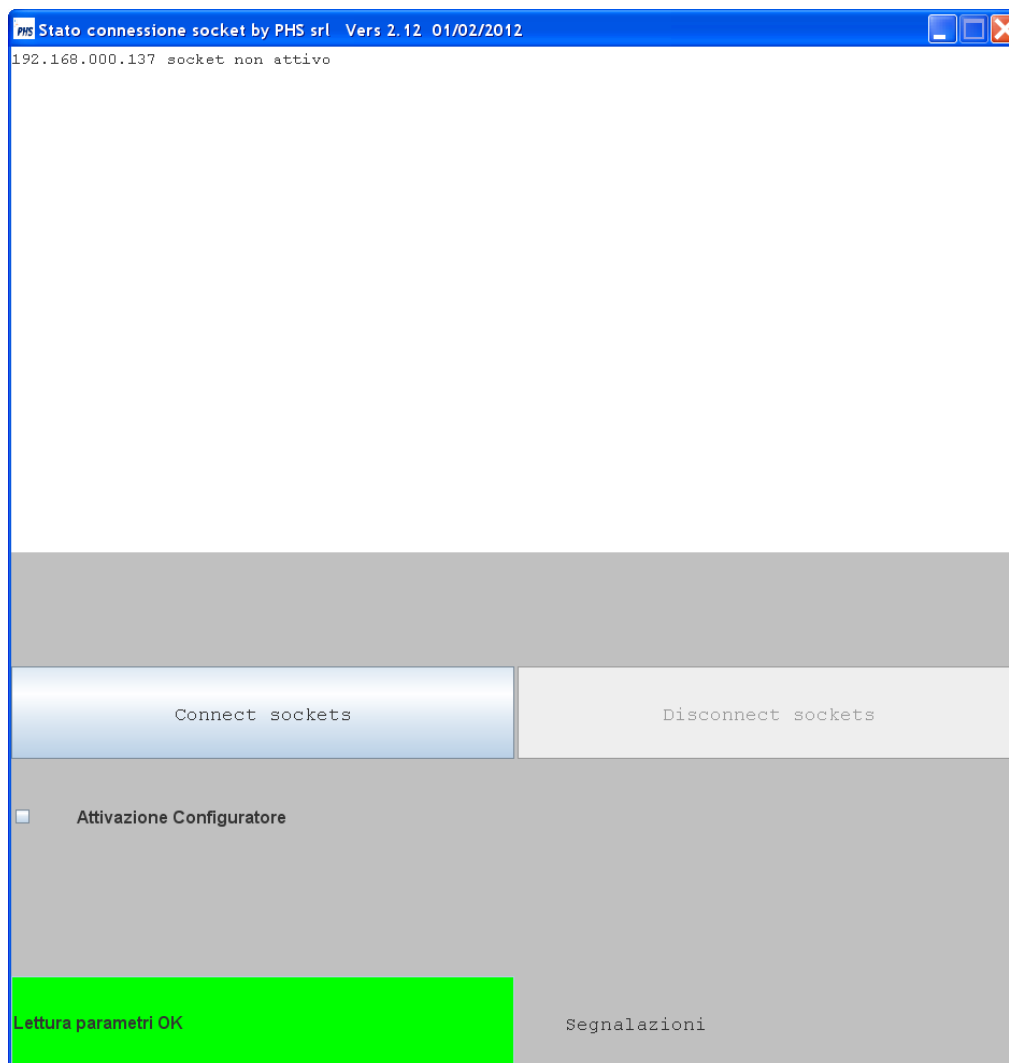 PHS Stato connessione socket by PHS srl Vers 2.12 01/02/2012
192.168.000.137 socket non attivo
Connect sockets
Disconnect sockets
Attivazione Configuratore
Lettura parametri OK
Segnalazioni